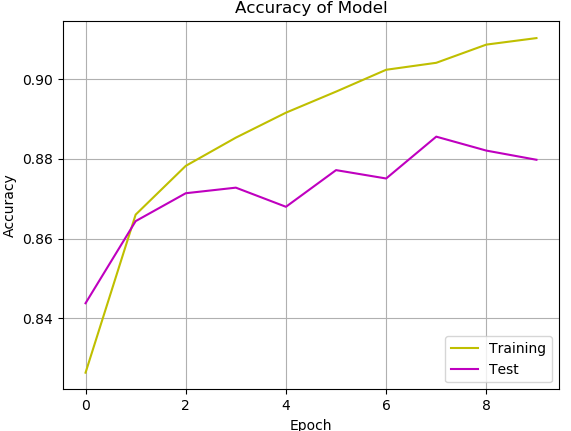 Accuracy of Model
Accuracy
0.90
0.88
0.86
0.84
0 2 4 6 8
Epoch
Training
Test